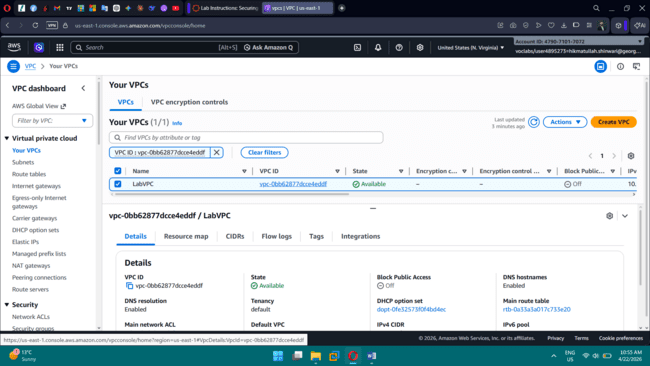 Lab Instructions: Securing
vpcs | VPC | us-east-1
VPN
us-east-1.console.aws.amazon.com/vpcconsole/home
aws
Search
[Alt+S]
Ask Amazon Q
United States (N. Virginia)
Account ID: 4790-7101-7072
voclabs/user4895273=hikmatullah.shinwari@georg...
VPC
Your VPCs
VPC dashboard
AWS Global View
Filter by VPC:
Virtual private cloud
Your VPCs
Subnets
Route tables
Internet gateways
Egress-only Internet
gateways
Carrier gateways
DHCP option sets
Elastic IPs
Managed prefix lists
NAT gateways
Peering connections
Route servers
Security
Network ACLs
Security groups
Your VPCs
VPCs
VPC encryption controls
Your VPCs (1/1) Info
Last updated
3 minutes ago
Actions
Create VPC
Find VPCs by attribute or tag
VPC ID : vpc-0bb62877dcce4eddf
Clear filters
1
Name
VPC ID
State
Encryption c...
Encryption control ...
Block Public...
IPv
LabVPC
vpc-0bb62877dcce4eddf
Available
–
–
Off
10.
vpc-0bb62877dcce4eddf / LabVPC
Details
Resource map
CIDRs
Flow logs
Tags
Integrations
Details
VPC ID
vpc-0bb62877dcce4eddf
State
Available
Block Public Access
Off
DNS hostnames
Enabled
DNS resolution
Enabled
Tenancy
default
DHCP option set
dopt-0fe32573f0f4bd4ec
Main route table
rtb-0a33a3a017c733e20
Main network ACL
Default VPC
IPv4 CIDR
IPv6 pool
https://us-east-1.console.aws.amazon.com/vpcconsole/home?region=us-east-1#VpcDetails:VpcId=vpc-0bb62877dcce4eddf
© 2026, Amazon Web Services, Inc. or its affiliates.
Privacy
Terms
Cookie preferences
13°C
Sunny
ENG
US
10:55 AM
4/22/2026